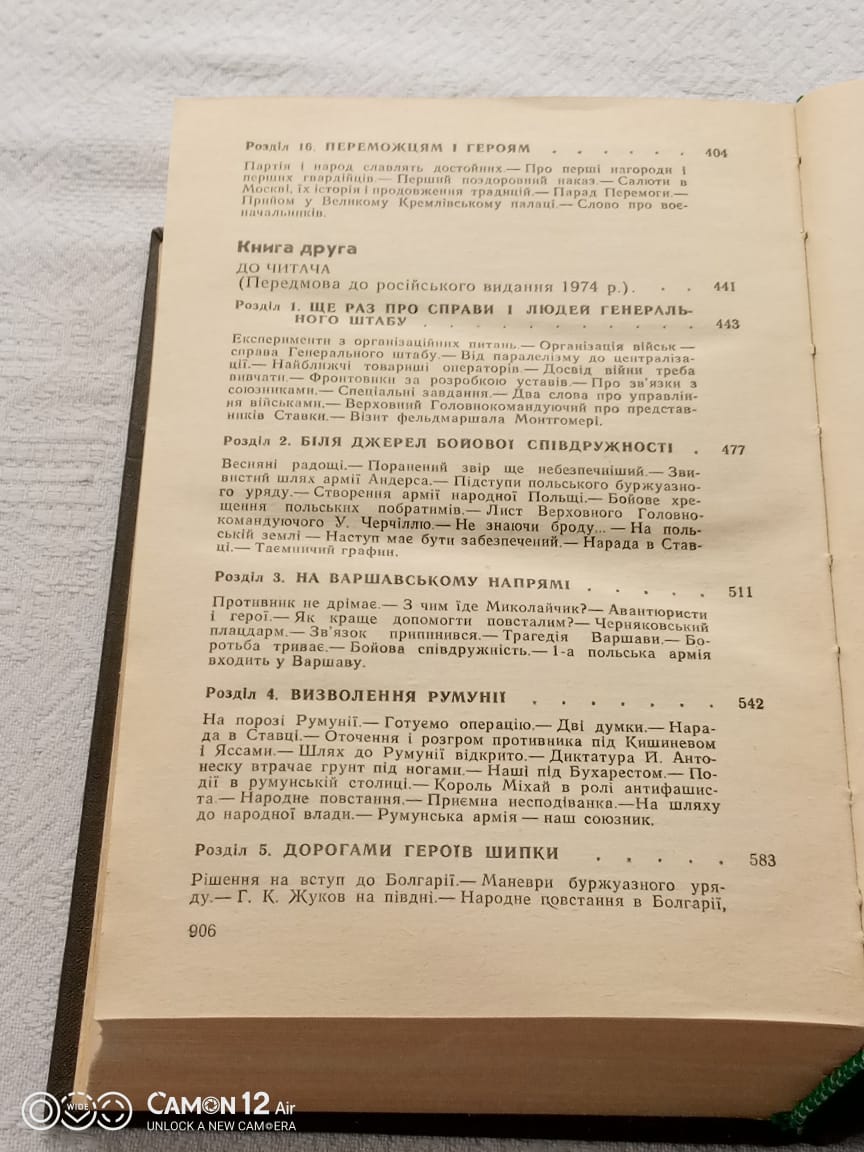 Розділ 16. ПЕРЕМОЖЦЯМ І ГЕРОЯМ . . . . . . 404
Партія і народ славлять достойних.— Про перші нагороди і
перших гвардійців.— Перший поздоровний наказ.— Салюти в
Москві, їх історія і продовження традицій.— Парад Перемоги.—
Прийом у Великому Кремлівському палаці.— Слово про воє-
начальників.
Книга друга
ДО ЧИТАЧА
(Передмова до російського видання 1974 р.). . . 441
Розділ 1. ЩЕ РАЗ ПРО СПРАВИ І ЛЮДЕЙ ГЕНЕРАЛЬ-
НОГО ШТАБУ . . . . . . . . . . . 443
Експерименти з організаційних питань.— Організація військ —
справа Генерального штабу.— Від паралелізму до централіза-
ції.— Найближчі товариші операторів.— Досвід війни треба
вивчати.— Фронтовики за розробкою уставів.— Про зв'язки з
союзниками.— Спеціальні завдання.— Два слова про управлін-
ня військами.— Верховний Головнокомандуючий про представ-
ників Ставки.— Візит фельдмаршала Монтгомері.
Розділ 2. БІЛЯ ДЖЕРЕЛ БОЙОВОЇ СПІВДРУЖНОСТІ . 477
Весняні радощі.— Поранений звір ще небезпечніший.— Зви-
вистий шлях армії Андерса.— Підступи польського буржуазно-
го уряду.— Створення армії народної Польщі.— Бойове хре-
щення польських побратимів.— Лист Верховного Головно-
командуючого У. Черчіллю.— Не знаючи броду... — На поль-
ській землі — Наступ має бути забезпечений.— Нарада в Став-
ці.— Таємничий графин.
Розділ 3. НА ВАРШАВСЬКОМУ НАПРЯМІ . . . . . 511
Противник не дрімає.— З чим їде Миколайчик?— Авантюристи
і герої.— Як краще допомогти повсталим?— Черняковський
плацдарм.— Зв'язок припинився.— Трагедія Варшави.— Бо-
ротьба триває.— Бойова співдружність.— 1-а польська армія
входить у Варшаву.
Розділ 4. ВИЗВОЛЕННЯ РУМУНІЇ . . . . . . . 542
На порозі Румунії.— Готуємо операцію.— Дві думки.— Нара-
да в Ставці.— Оточення і розгром противника під Кишиневом
і Яссами.— Шлях до Румунії відкрито.— Диктатура Й. Анто-
неску втрачає грунт під ногами.— Наші під Бухарестом.— По-
дії в румунській столиці.— Король Міхай в ролі антифашис-
та.— Народне повстання.— Приємна несподіванка.—На шляху
до народної влади.— Румунська армія — наш союзник.
Розділ 5. ДОРОГАМИ ГЕРОЇВ ШИПКИ . . . . . 583
Рішення на вступ до Болгарії.— Маневри буржуазного уря-
ду.— Г. К. Жуков на півдні.— Народне повстання в Болгарії,
906
WIDE
CAMON 12 Air
UNLOCK A NEW CAMERA